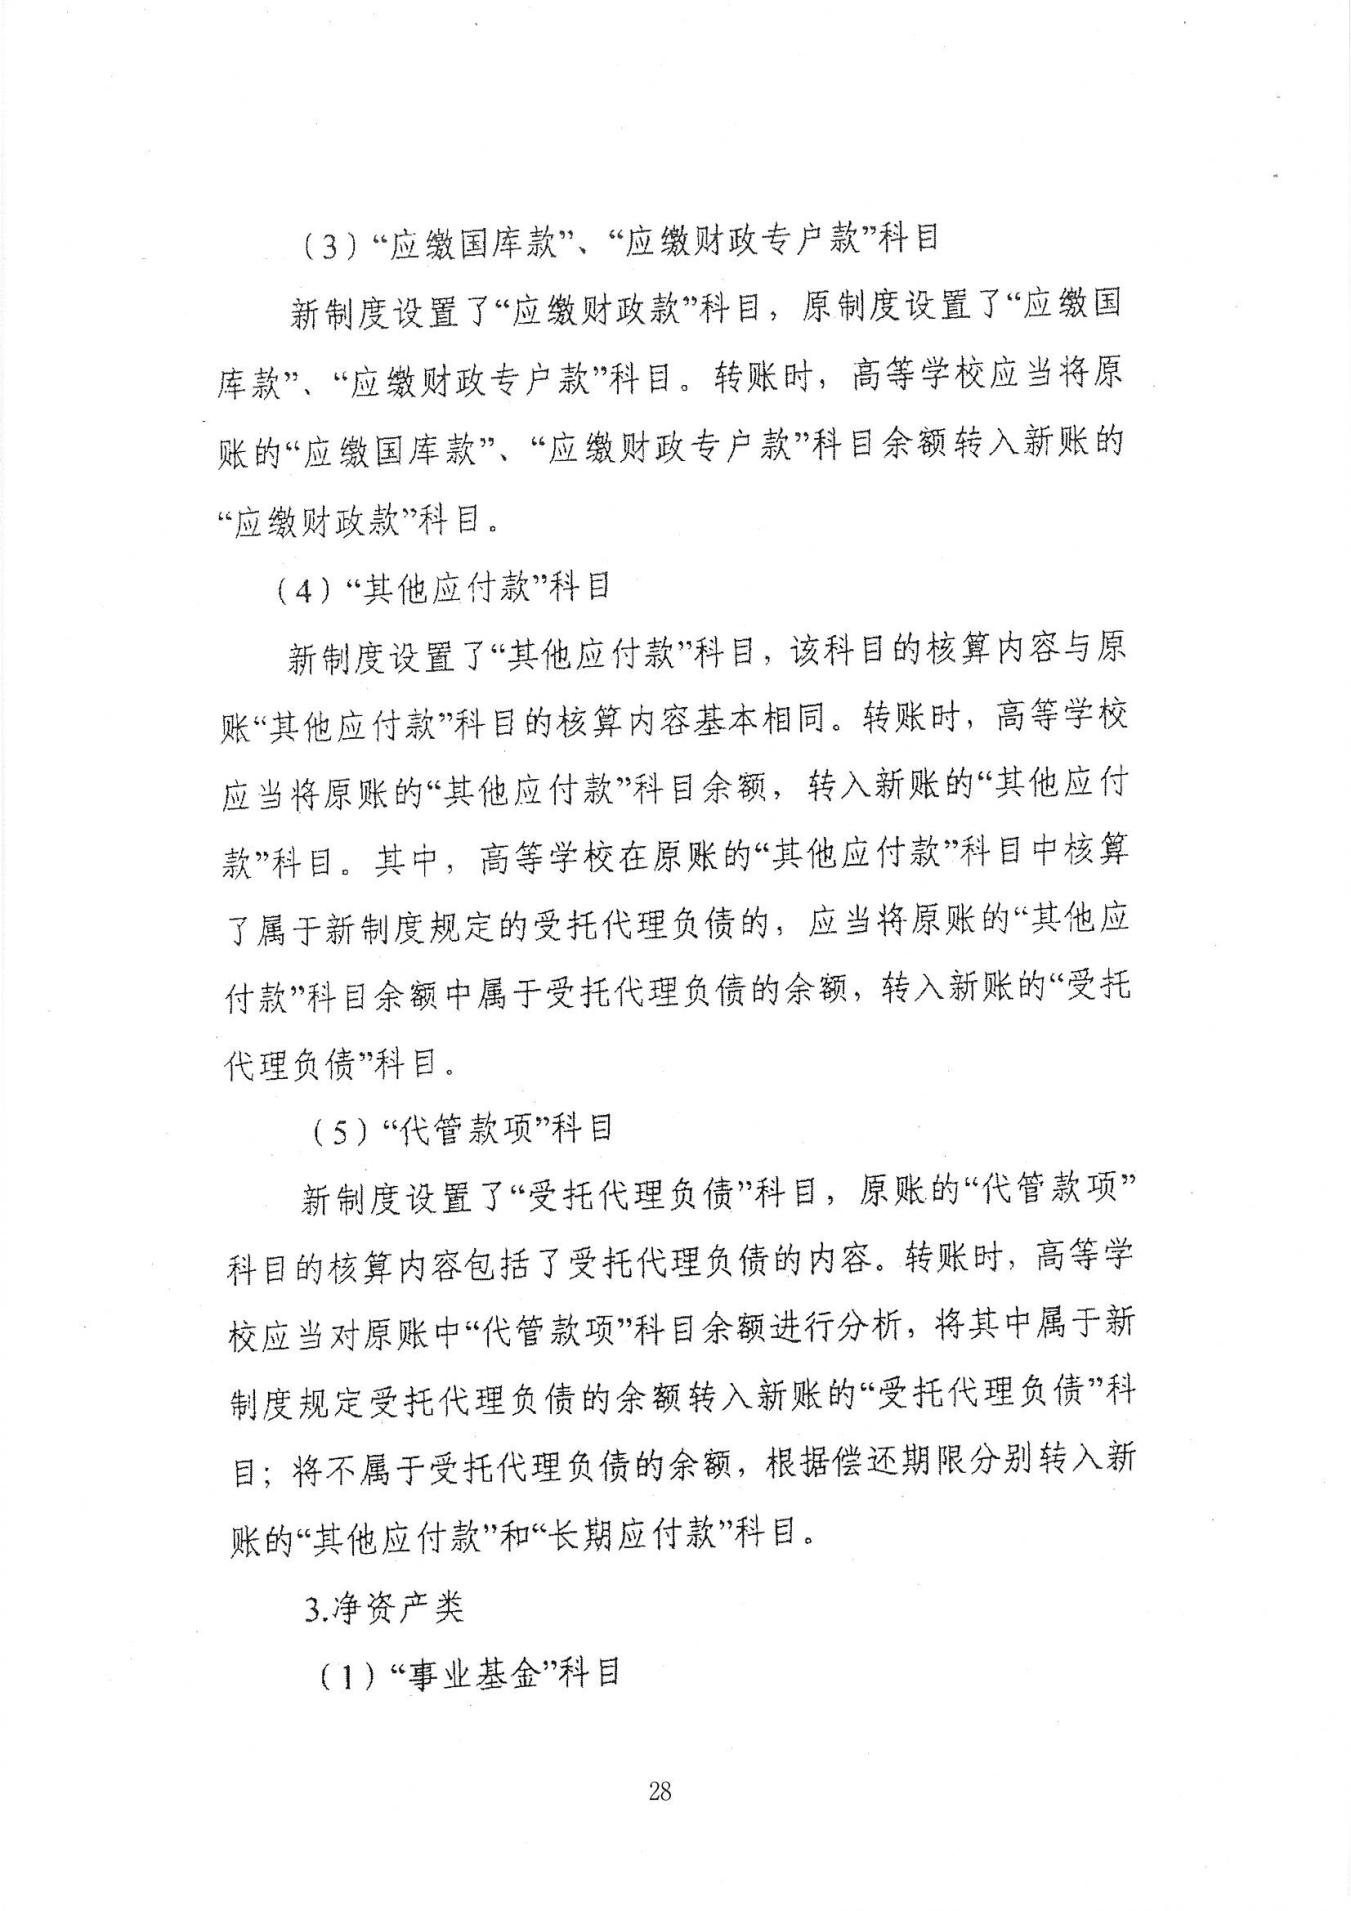 （3）“应缴国库款”、“应缴财政专户款”科目
新制度设置了“应缴财政款”科目，原制度设置了“应缴国
库款”、“应缴财政专户款”科目。转账时，高等学校应当将原
账的“应缴国库款”、“应缴财政专户款”科目余额转入新账的
“应缴财政款”科目。
（4）“其他应付款”科目
新制度设置了“其他应付款”科目，该科目的核算内容与原
账“其他应付款”科目的核算内容基本相同。转账时，高等学校
应当将原账的“其他应付款”科目余额，转入新账的“其他应付
款”科目。其中，高等学校在原账的“其他应付款”科目中核算
了属于新制度规定的受托代理负债的，应当将原账的“其他应
付款”科目余额中属于受托代理负债的余额，转入新账的“受托
代理负债”科目。
（5）“代管款项”科目
新制度设置了“受托代理负债”科目，原账的“代管款项”
科目的核算内容包括了受托代理负债的内容。转账时，高等学
校应当对原账中“代管款项”科目余额进行分析，将其中属于新
制度规定受托代理负债的余额转入新账的“受托代理负债”科
目；将不属于受托代理负债的余额，根据偿还期限分别转入新
账的“其他应付款”和“长期应付款”科目。
3.净资产类
（1）“事业基金”科目
28